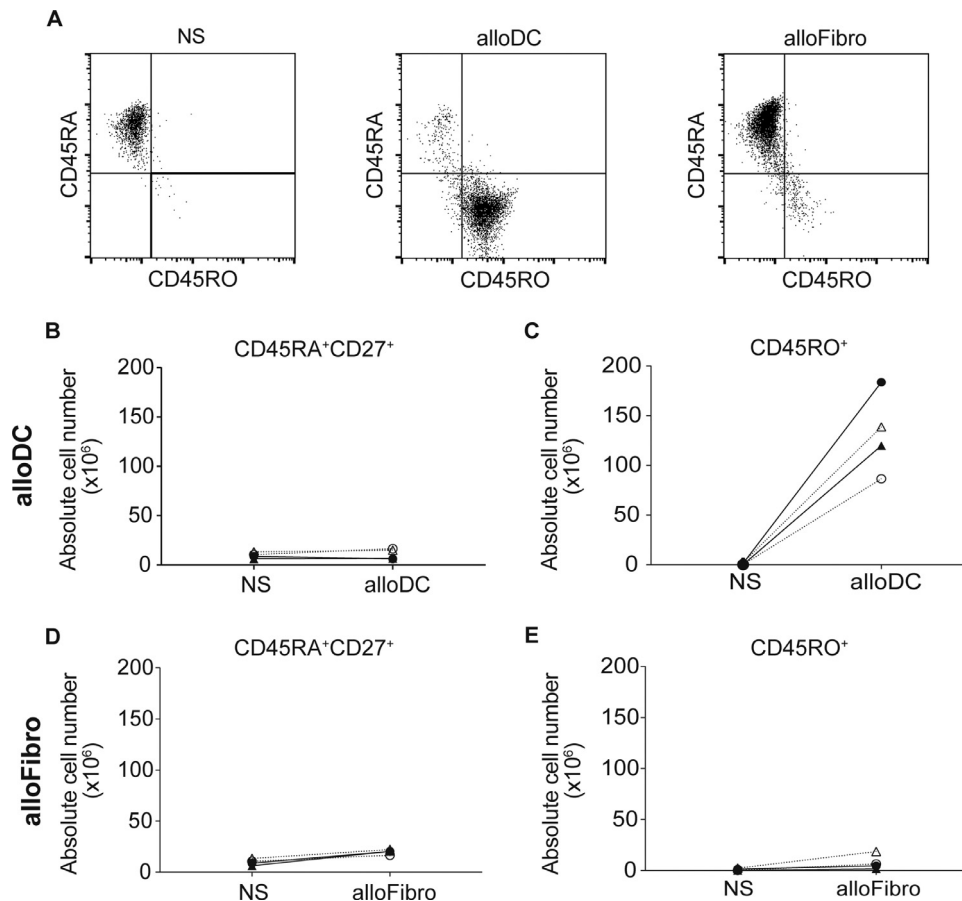 A
NS
alloDC
alloFibro
CD45RA
CD45RA
CD45RA
CD45RO
CD45RO
CD45RO
alloDC
B
CD45RA⁺CD27⁺
Absolute cell number
(x10⁶)
200
150
100
50
0
NS
alloDC
C
CD45RO⁺
Absolute cell number
(x10⁶)
200
150
100
50
0
NS
alloDC
alloFibro
D
CD45RA⁺CD27⁺
Absolute cell number
(x10⁶)
200
150
100
50
0
NS
alloFibro
E
CD45RO⁺
Absolute cell number
(x10⁶)
200
150
100
50
0
NS
alloFibro